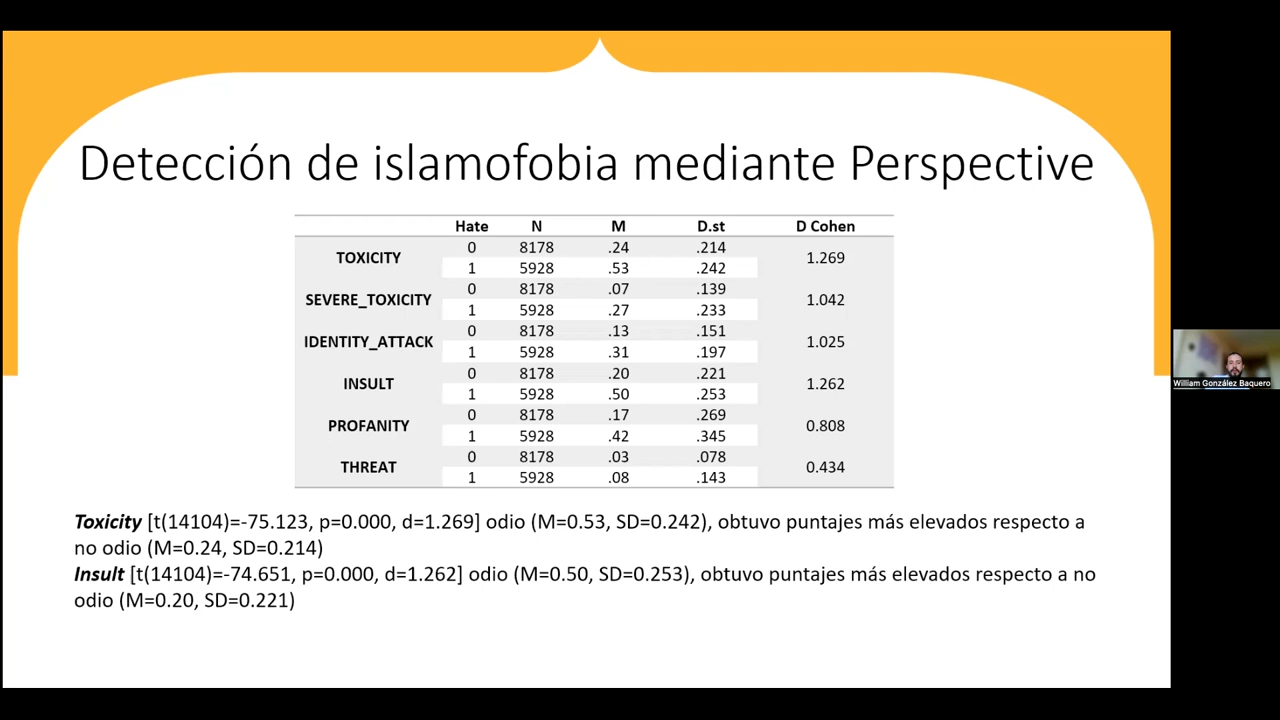 Detección de islamofobia mediante Perspective
Hate N M D.st D Cohen
TOXICITY 0 8178 .24 .214 1.269
1 5928 .53 .242
SEVERE_TOXICITY 0 8178 .07 .139 1.042
1 5928 .27 .233
IDENTITY_ATTACK 0 8178 .13 .151 1.025
1 5928 .31 .197
INSULT 0 8178 .20 .221 1.262
1 5928 .50 .253
PROFANITY 0 8178 .17 .269 0.808
1 5928 .42 .345
THREAT 0 8178 .03 .078 0.434
1 5928 .08 .143
Toxicity [t(14104)=-75.123, p=0.000, d=1.269] odio (M=0.53, SD=0.242), obtuvo puntajes más elevados respecto a
no odio (M=0.24, SD=0.214)
Insult [t(14104)=-74.651, p=0.000, d=1.262] odio (M=0.50, SD=0.253), obtuvo puntajes más elevados respecto a no
odio (M=0.20, SD=0.221)
William González Baquero